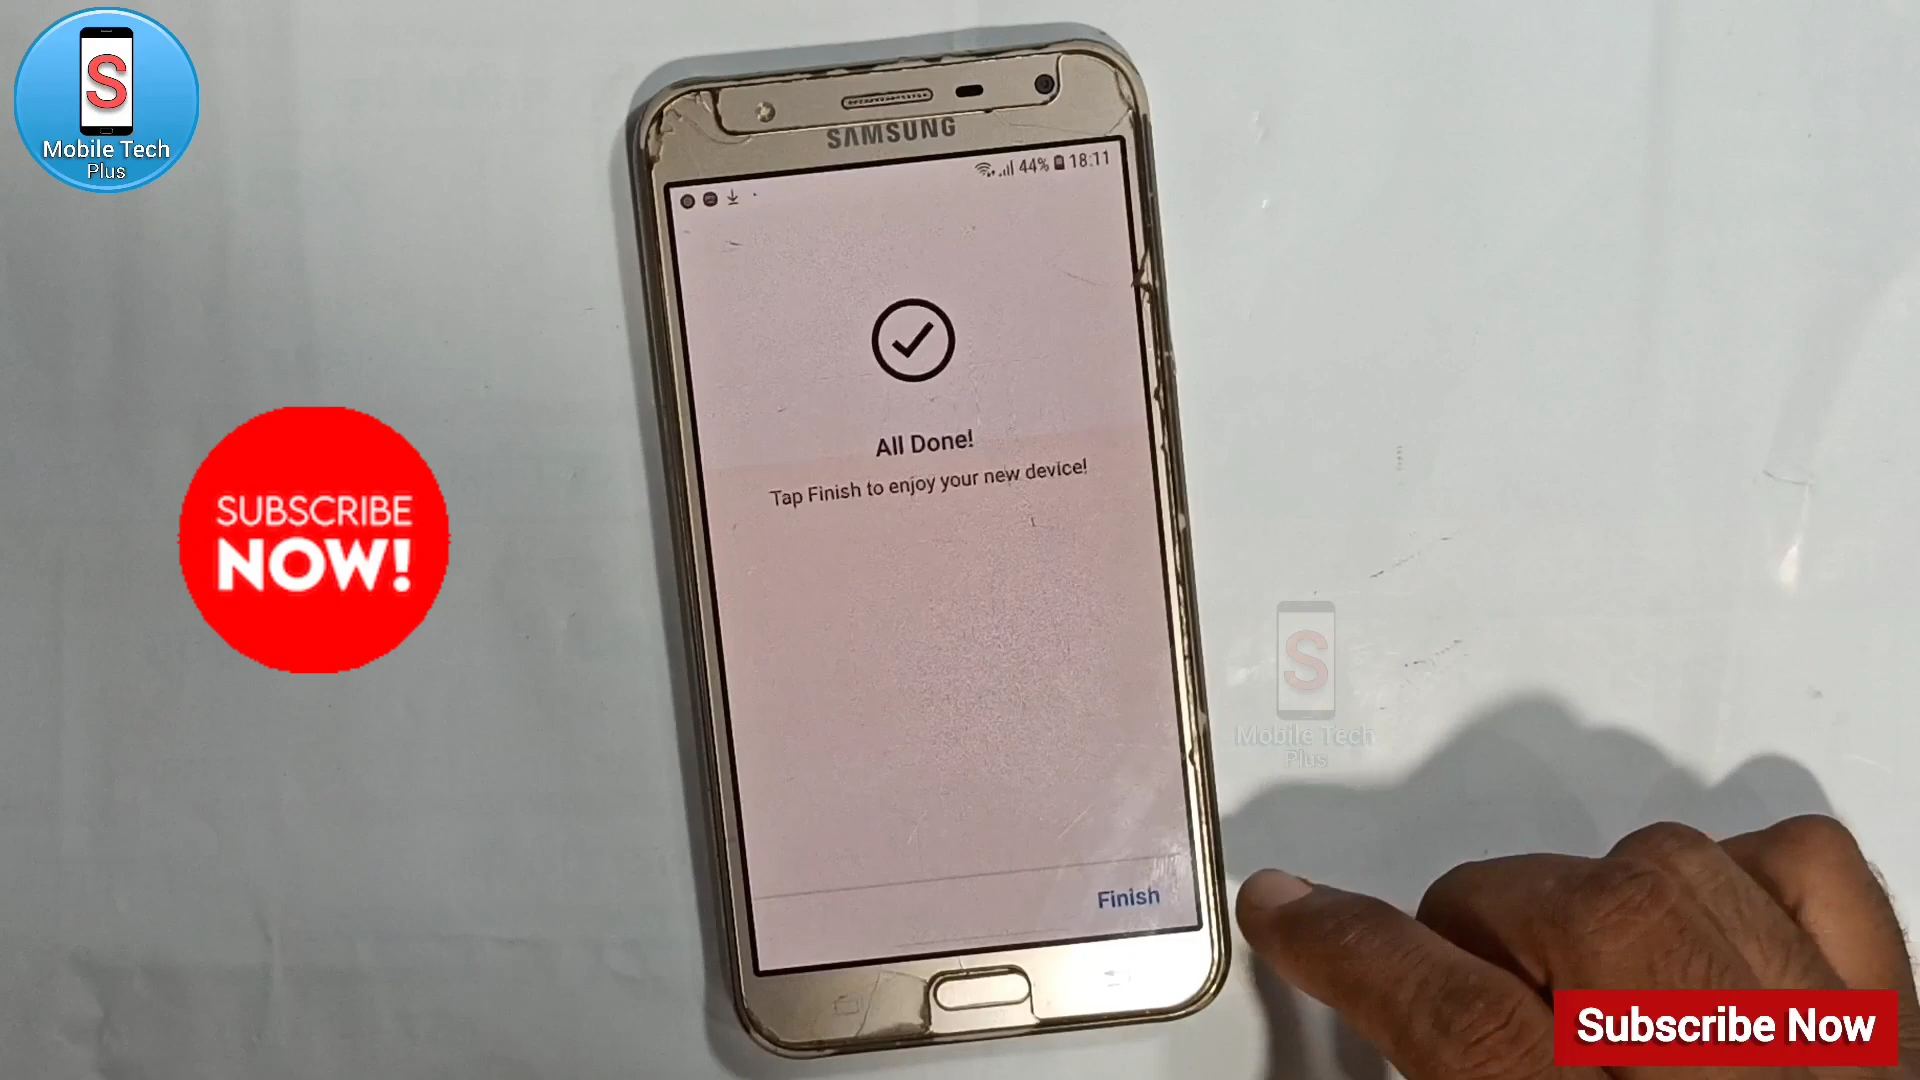 S
Mobile Tech
Plus
SAMSUNG
44% 18:11
All Done!
Tap Finish to enjoy your new device!
SUBSCRIBE
NOW!
S
Mobile Tech
Plus
Finish
Subscribe Now